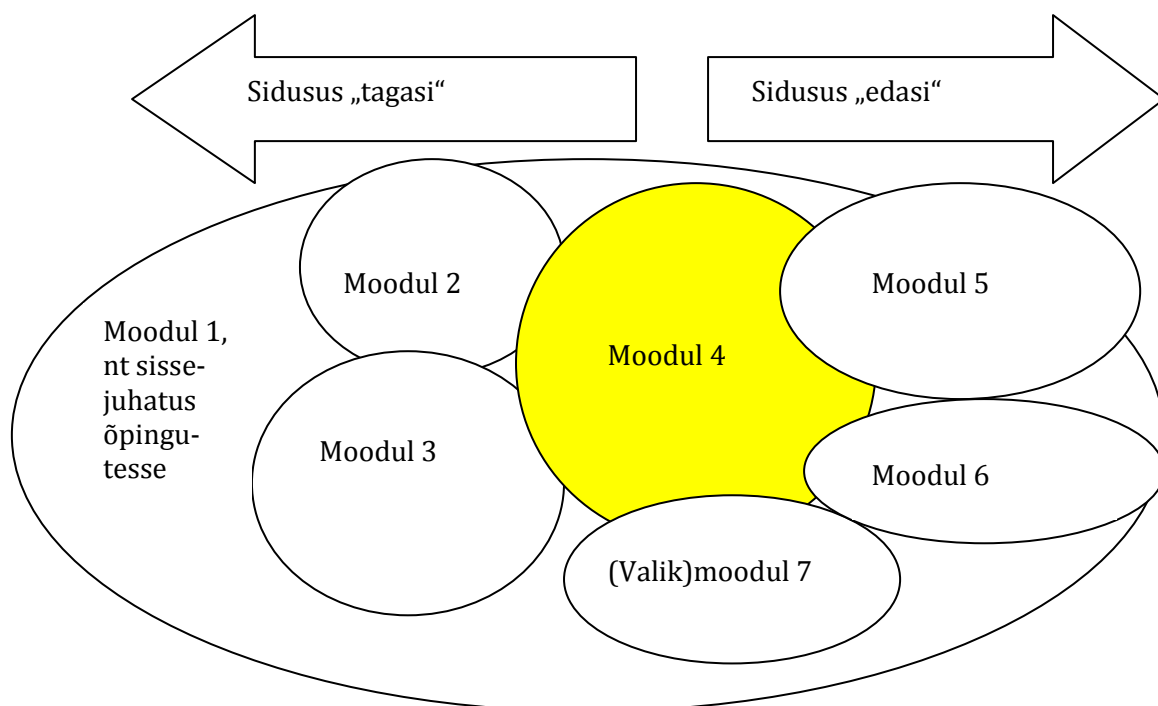 Sidusus „tagasi“
Sidusus „edasi“
Moodul 2
Moodul 5
Moodul 1,
nt sisse-
juhatus
õpingu-
tesse
Moodul 4
Moodul 3
Moodul 6
(Valik)moodul 7